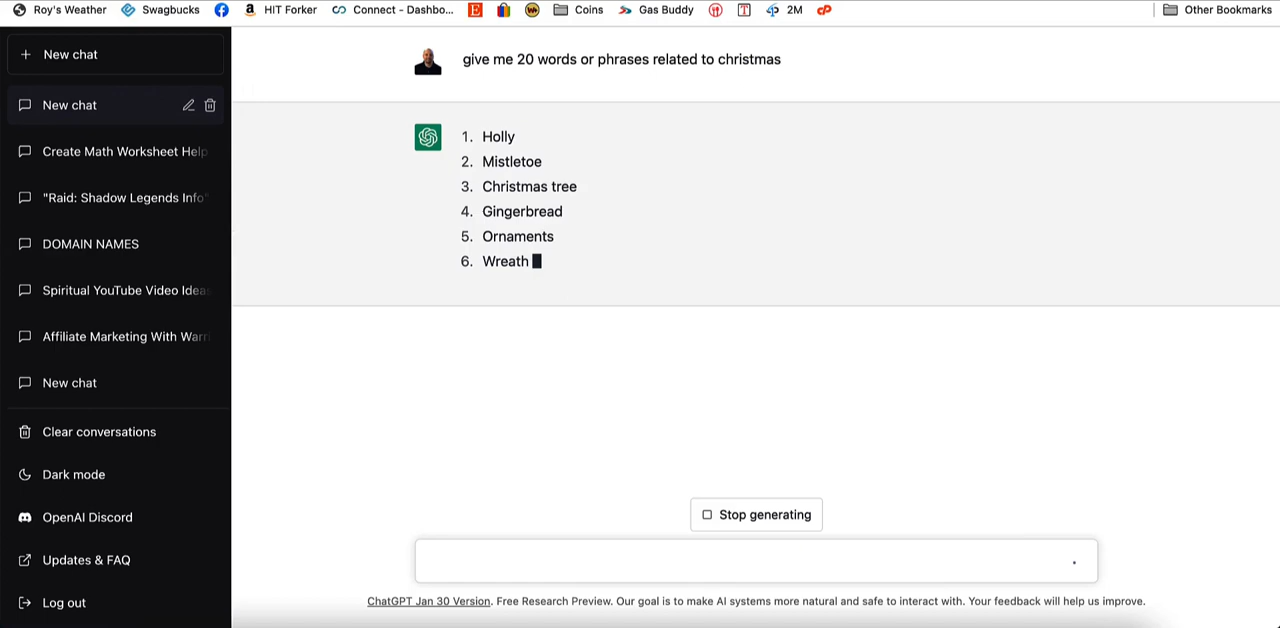 Roy's Weather Swagbucks HIT Forker Connect - Dashbo... Coins Gas Buddy 2M Other Bookmarks
New chat
New chat
Create Math Worksheet Help
"Raid: Shadow Legends Info"
DOMAIN NAMES
Spiritual YouTube Video Ideas
Affiliate Marketing With Warri
New chat
Clear conversations
Dark mode
OpenAI Discord
Updates & FAQ
Log out
give me 20 words or phrases related to christmas
1. Holly
2. Mistletoe
3. Christmas tree
4. Gingerbread
5. Ornaments
6. Wreath
Stop generating
ChatGPT Jan 30 Version. Free Research Preview. Our goal is to make AI systems more natural and safe to interact with. Your feedback will help us improve.